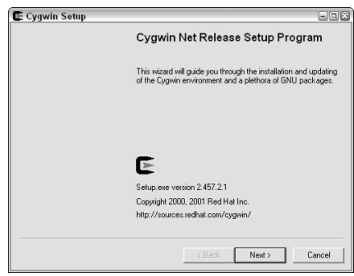 Cygwin Setup
Cygwin Net Release Setup Program
This wizard will guide you through the installation and updating
of the Cygwin environment and a plethora of GNU packages.
Setup.exe version 2.457.2.1
Copyright 2000, 2001 Red Hat Inc.
http://sources.redhat.com/cygwin/
< Back Next > Cancel